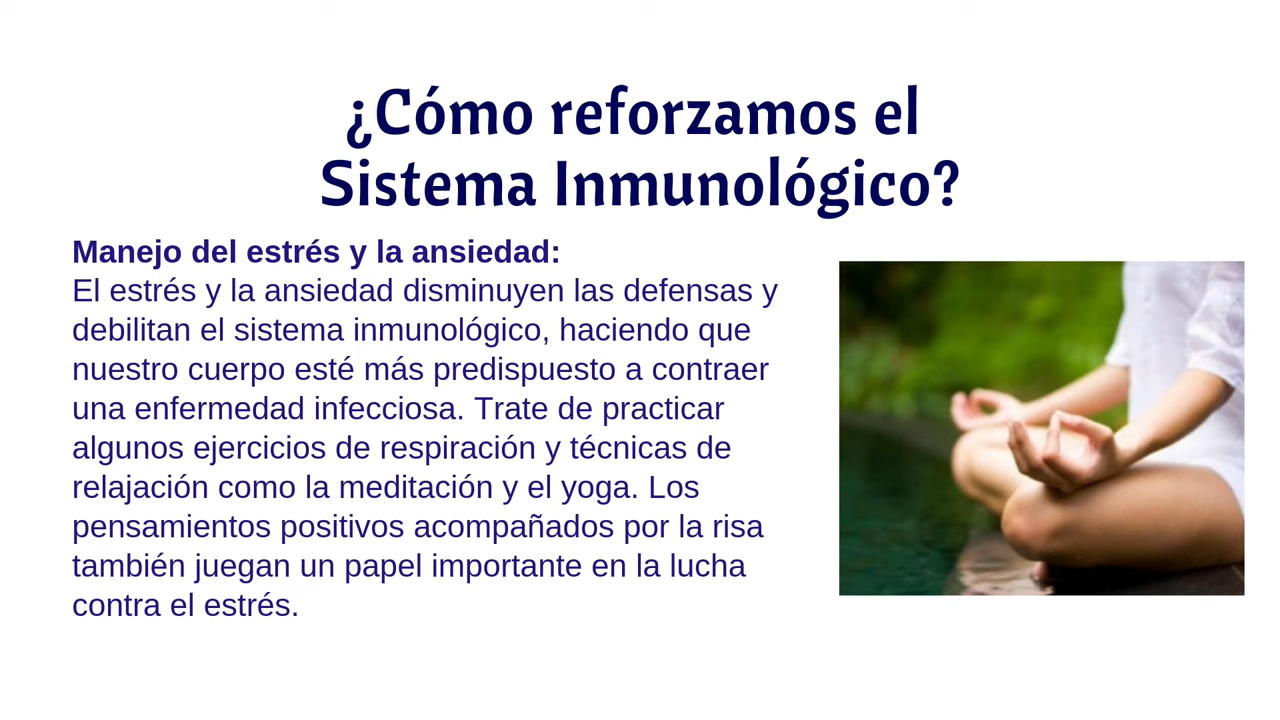 ¿Cómo reforzamos el
Sistema Inmunológico?
Manejo del estrés y la ansiedad:
El estrés y la ansiedad disminuyen las defensas y
debilitan el sistema inmunológico, haciendo que
nuestro cuerpo esté más predispuesto a contraer
una enfermedad infecciosa. Trate de practicar
algunos ejercicios de respiración y técnicas de
relajación como la meditación y el yoga. Los
pensamientos positivos acompañados por la risa
también juegan un papel importante en la lucha
contra el estrés.